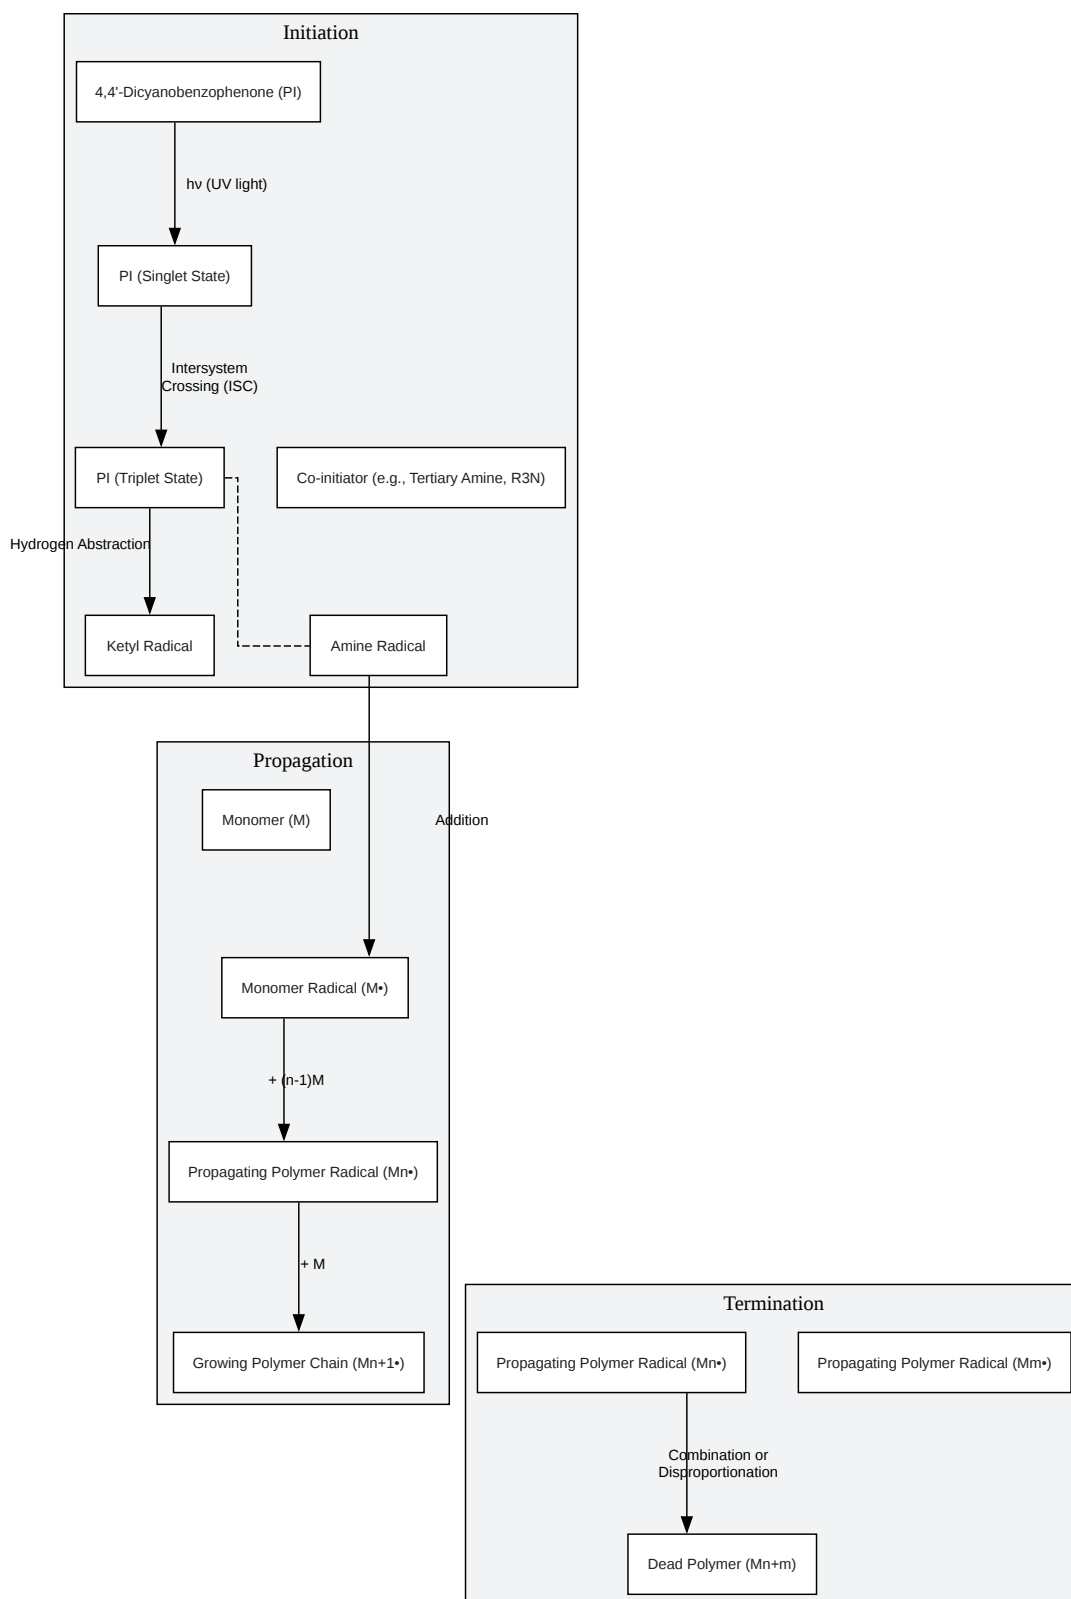 Initiation
4,4'-Dicyanobenzophenone (PI)
hν (UV light)
PI (Singlet State)
Intersystem
Crossing (ISC)
PI (Triplet State)
Co-initiator (e.g., Tertiary Amine, R3N)
Hydrogen Abstraction
Ketyl Radical
Amine Radical
Propagation
Monomer (M)
Addition
Monomer Radical (M•)
+ (n-1)M
Propagating Polymer Radical (Mn•)
+ M
Growing Polymer Chain (Mn+1•)
Termination
Propagating Polymer Radical (Mn•)
Propagating Polymer Radical (Mm•)
Combination or
Disproportionation
Dead Polymer (Mn+m)